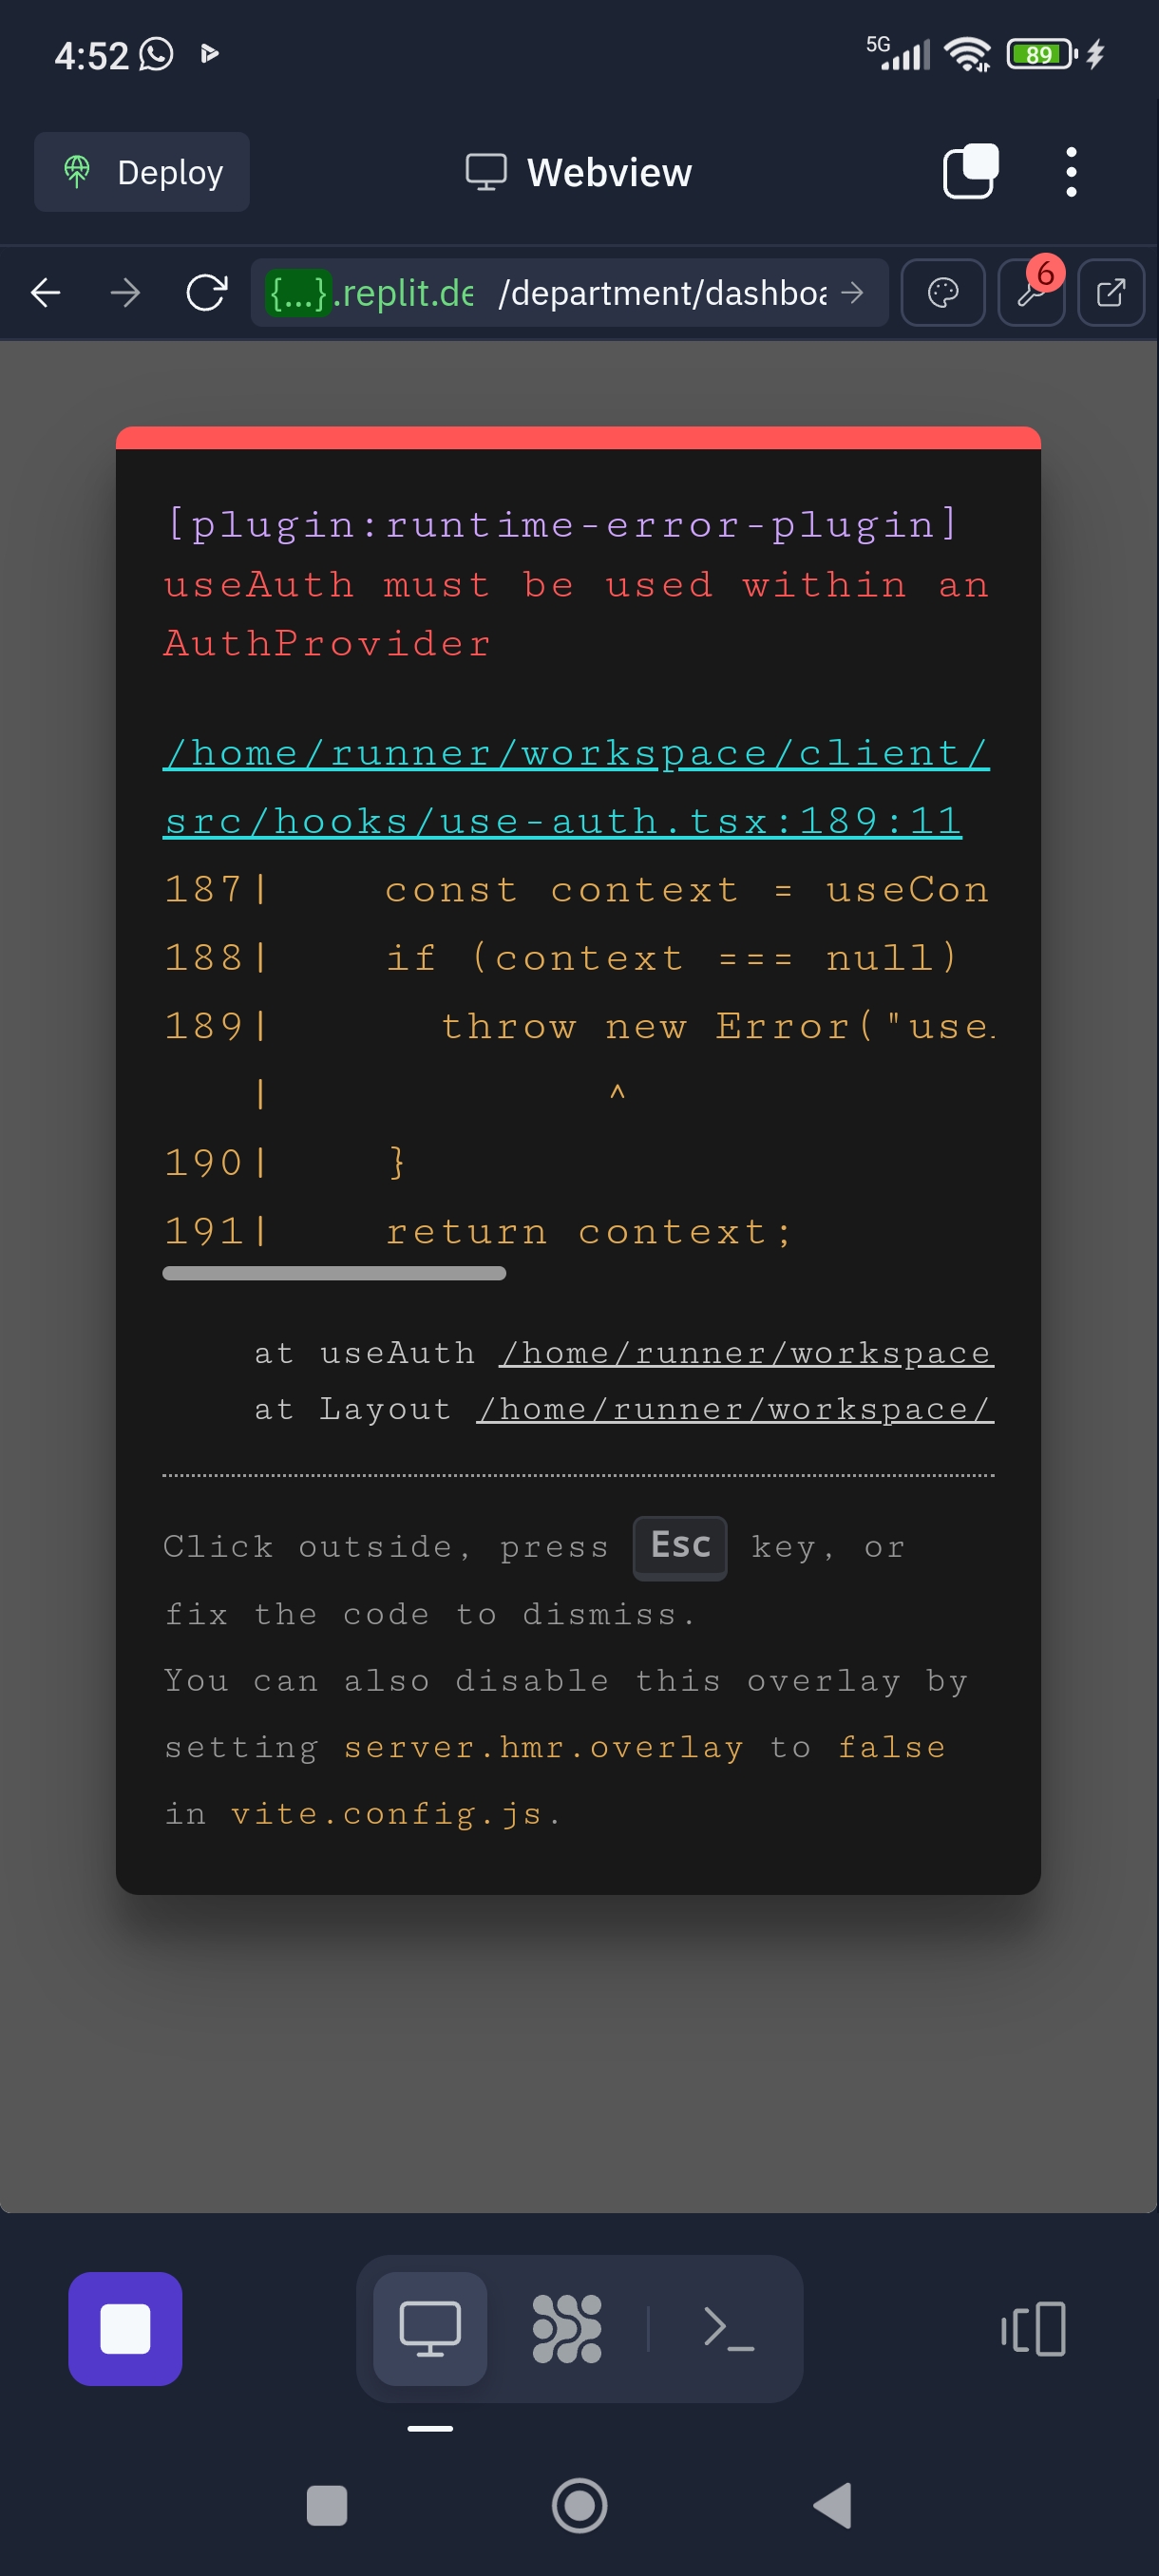 4:52
5G
89
Deploy
Webview
{...}.replit.de /department/dashboa
6
[plugin:runtime-error-plugin]
useAuth must be used within an
AuthProvider
/home/runner/workspace/client/
src/hooks/use-auth.tsx:189:11
187|    const context = useCon
188|    if (context === null)
189|      throw new Error("use
   |            ^
190|    }
191|    return context;
at useAuth /home/runner/workspace
at Layout /home/runner/workspace/
Click outside, press Esc key, or
fix the code to dismiss.
You can also disable this overlay by
setting server.hmr.overlay to false
in vite.config.js.